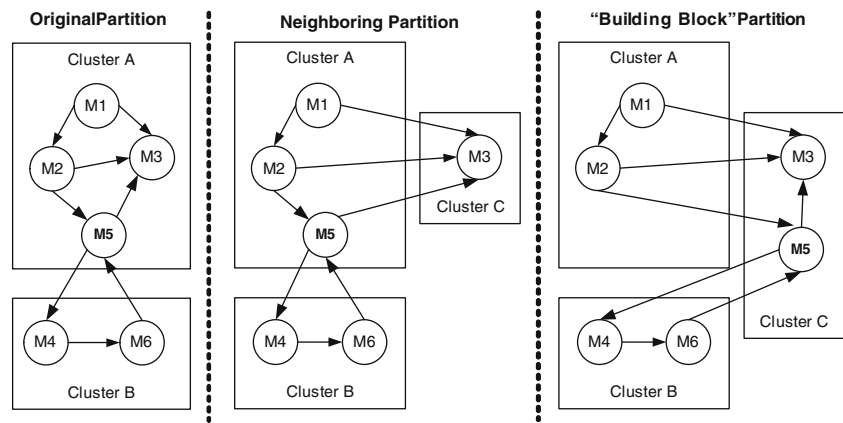 OriginalPartition
Cluster A
M1
M2
M3
M5
M4
M6
Cluster B
Neighboring Partition
Cluster A
M1
M2
M3
Cluster C
M5
M4
M6
Cluster B
“Building Block”Partition
Cluster A
M1
M2
M3
M5
Cluster C
M4
M6
Cluster B